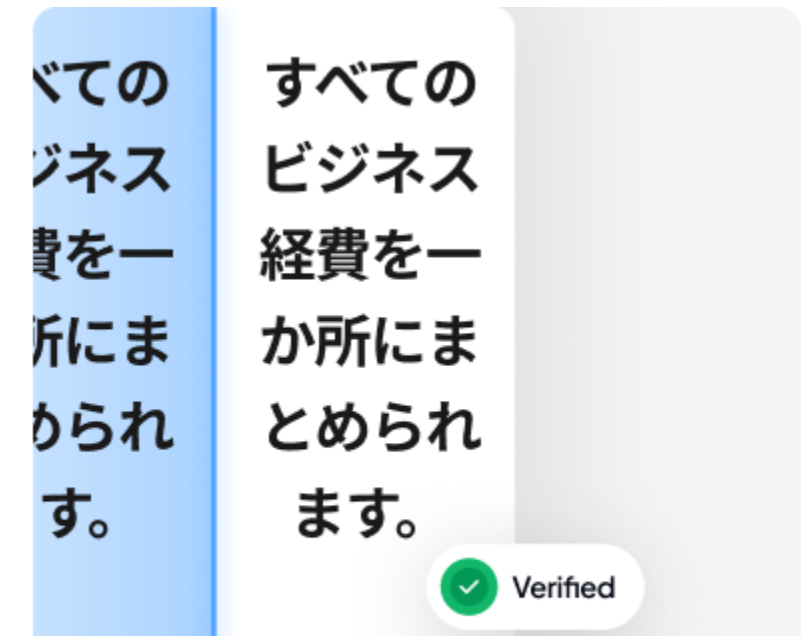 べての
ジネス
費を一
所にま
められ
す。
すべての
ビジネス
経費を一
か所にま
とめられ
ます。
Verified